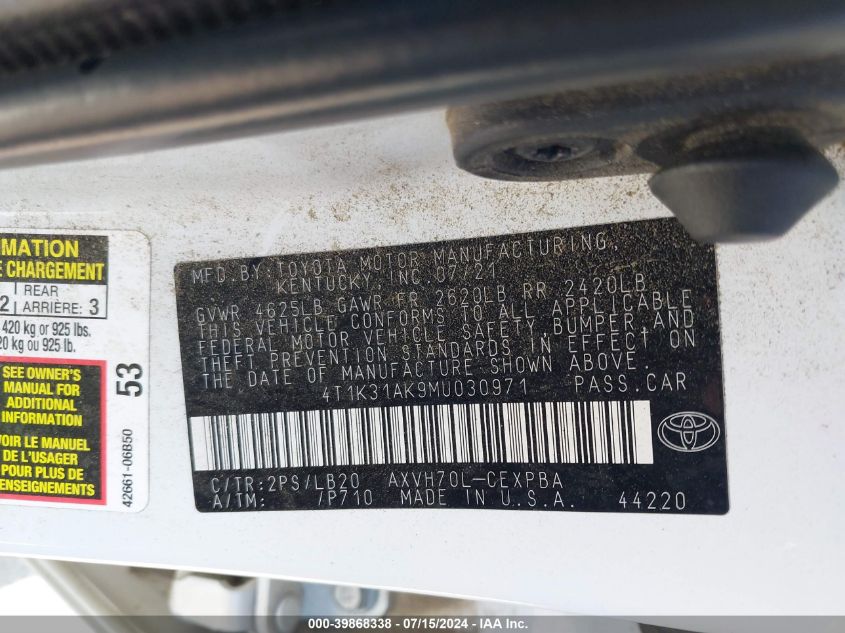 MATION
E CHARGEMENT
2 REAR
ARRIÈRE: 3
420 kg or 925 lbs.
20 kg ou 925 lb.
SEE OWNER'S
MANUAL FOR
ADDITIONAL
INFORMATION
VOIR LE MANUEL
DE L'USAGER
POUR PLUS DE
RENSEIGNEMENTS
53
42661-06B50
MFD. BY: TOYOTA MOTOR MANUFACTURING,
KENTUCKY, INC. 07/21
GVWR 4625LB GAWR FR 2620LB RR 2420LB
THIS VEHICLE CONFORMS TO ALL APPLICABLE
FEDERAL MOTOR VEHICLE SAFETY, BUMPER, AND
THEFT PREVENTION STANDARDS IN EFFECT ON
THE DATE OF MANUFACTURE SHOWN ABOVE.
4T1K31AK9MU030971 PASS.CAR
C/TR:2PS/LB20 AXVH70L-CEXPBA
A/TM: /P710 MADE IN U.S.A. 44220
000-39868338 / 07/15/2024 - IAA Inc.